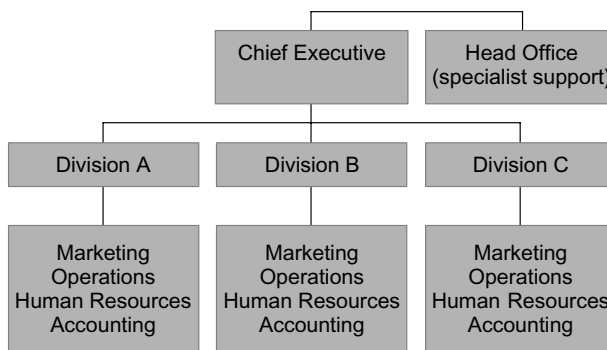 Chief Executive
Head Office
(specialist support)
Division A
Division B
Division C
Marketing
Operations
Human Resources
Accounting
Marketing
Operations
Human Resources
Accounting
Marketing
Operations
Human Resources
Accounting